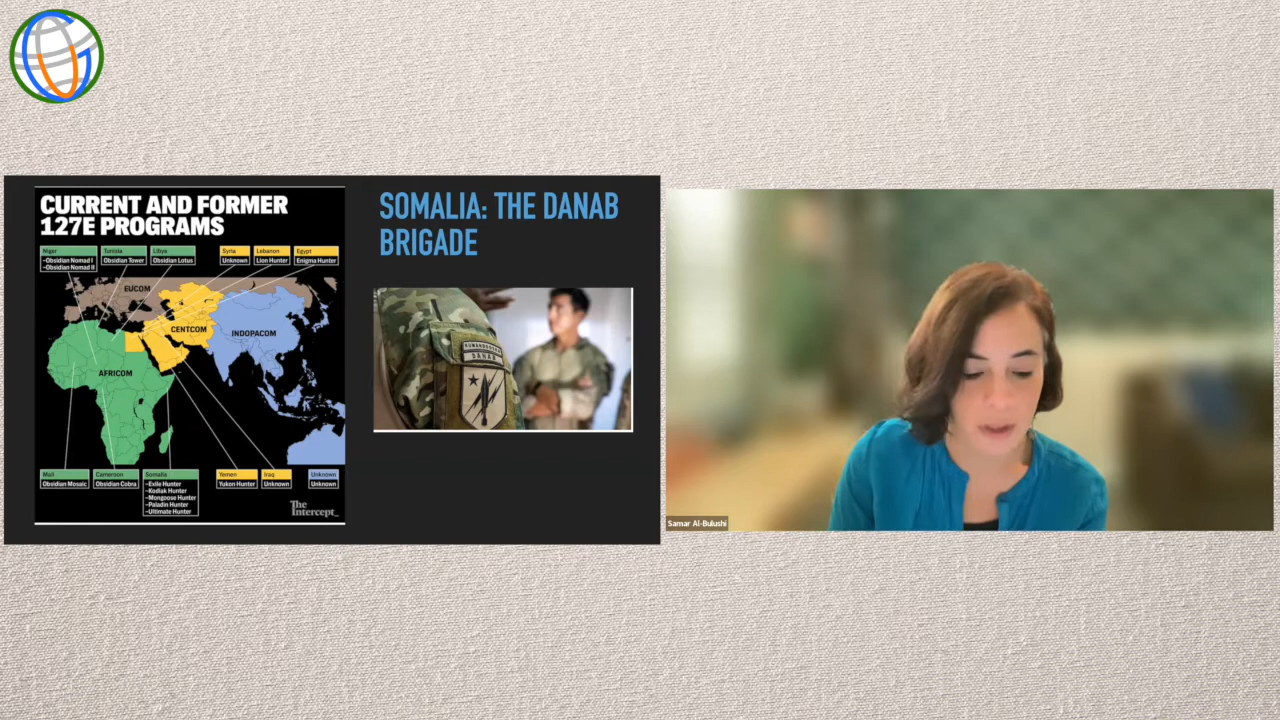 CURRENT AND FORMER
127E PROGRAMS
Niger
-Obsidian Nomad I
-Obsidian Nomad II
Tunisia
Obsidian Tower
Libya
Obsidian Lotus
Syria
Unknown
Lebanon
Lion Hunter
Egypt
Enigma Hunter
EUCOM
CENTCOM
INDOPACOM
AFRICOM
Mali
Obsidian Mosaic
Cameroon
Obsidian Cobra
Somalia
-Exile Hunter
-Kodiak Hunter
-Mongoose Hunter
-Paladin Hunter
-Ultimate Hunter
Yemen
Yukon Hunter
Iraq
Unknown
Unknown
Unknown
The
Intercept_
SOMALIA: THE DANAB
BRIGADE
DANAB
Samar Al-Bulushi